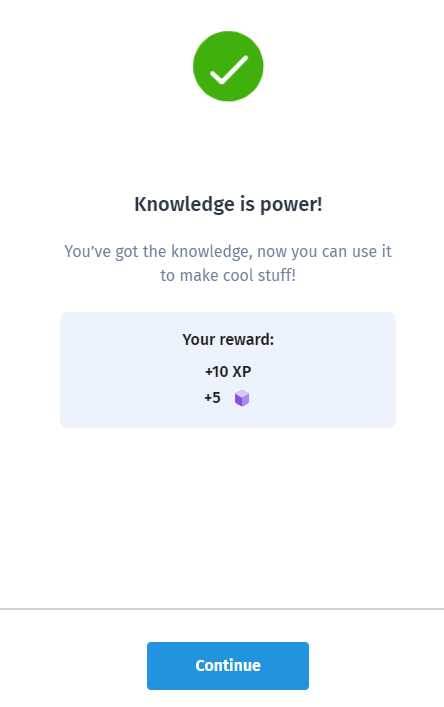 Knowledge is power!
You've got the knowledge, now you can use it
to make cool stuff!
Your reward:
+10 XP
+5
Continue